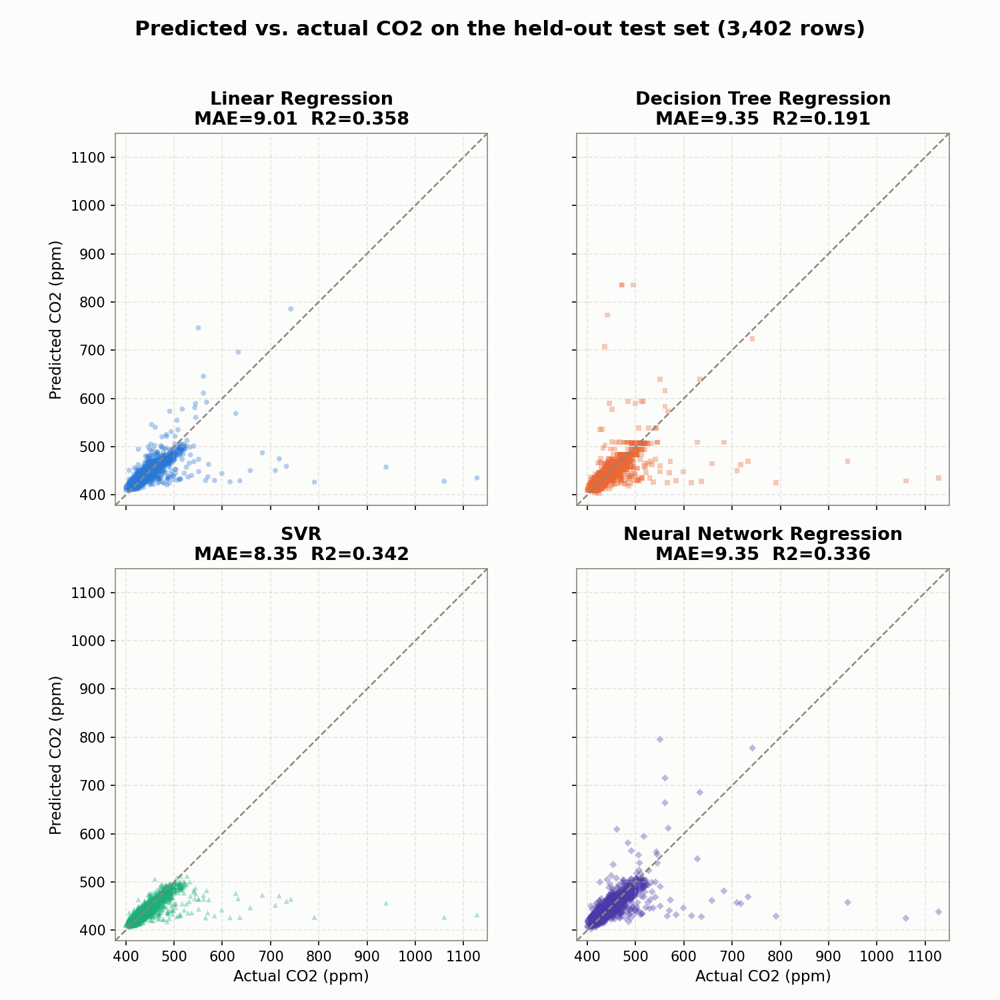 Predicted vs. actual CO2 on the held-out test set (3,402 rows)
Linear Regression
MAE=9.01 R2=0.358
Predicted CO2 (ppm)
1100
1000
900
800
700
600
500
400
Decision Tree Regression
MAE=9.35 R2=0.191
SVR
MAE=8.35 R2=0.342
Predicted CO2 (ppm)
1100
1000
900
800
700
600
500
400
400 500 600 700 800 900 1000 1100
Actual CO2 (ppm)
Neural Network Regression
MAE=9.35 R2=0.336
400 500 600 700 800 900 1000 1100
Actual CO2 (ppm)